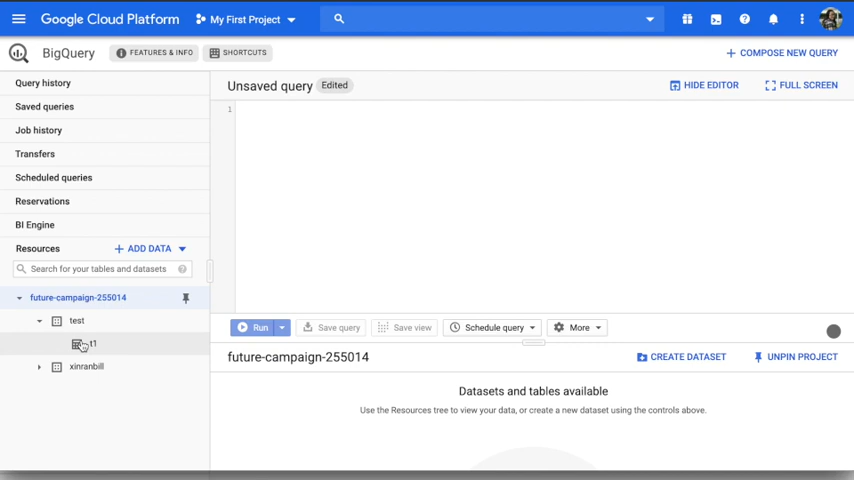 Google Cloud Platform My First Project
BigQuery FEATURES & INFO SHORTCUTS COMPOSE NEW QUERY
Query history
Saved queries
Job history
Transfers
Scheduled queries
Reservations
BI Engine
Resources ADD DATA
Search for your tables and datasets
future-campaign-255014
test
t1
xinranbill
Unsaved query Edited HIDE EDITOR FULL SCREEN
1
Run Save query Save view Schedule query More
future-campaign-255014 CREATE DATASET UNPIN PROJECT
Datasets and tables available
Use the Resources tree to view your data, or create a new dataset using the controls above.